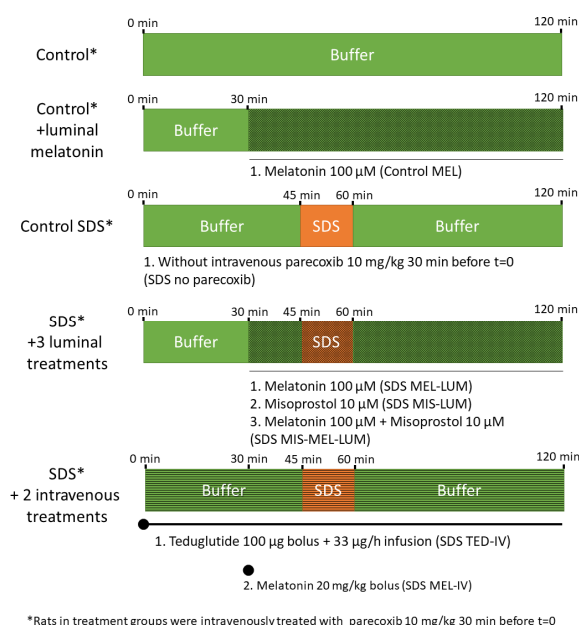 0 min 120 min
Control* Buffer
0 min 30 min 120 min
Control*
+luminal
melatonin
Buffer
1. Melatonin 100 µM (Control MEL)
0 min 45 min 60 min 120 min
Control SDS* Buffer SDS Buffer
1. Without intravenous parecoxib 10 mg/kg 30 min before t=0
(SDS no parecoxib)
0 min 30 min 45 min 60 min 120 min
SDS*
+3 luminal
treatments
Buffer SDS
1. Melatonin 100 µM (SDS MEL-LUM)
2. Misoprostol 10 µM (SDS MIS-LUM)
3. Melatonin 100 µM + Misoprostol 10 µM
(SDS MIS-MEL-LUM)
0 min 30 min 45 min 60 min 120 min
SDS*
+ 2 intravenous
treatments
Buffer SDS Buffer
1. Teduglutide 100 µg bolus + 33 µg/h infusion (SDS TED-IV)
2. Melatonin 20 mg/kg bolus (SDS MEL-IV)
*Rats in treatment groups were intravenously treated with parecoxib 10 mg/kg 30 min before t=0